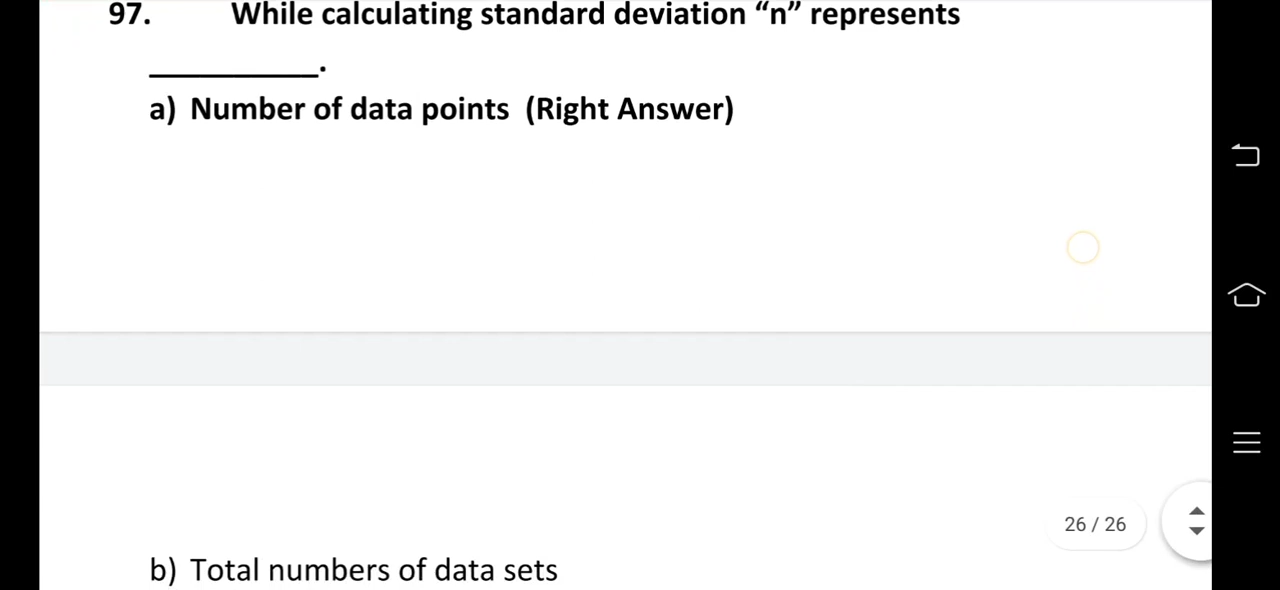 97. While calculating standard deviation “n” represents
__________.
a) Number of data points (Right Answer)
26 / 26
b) Total numbers of data sets